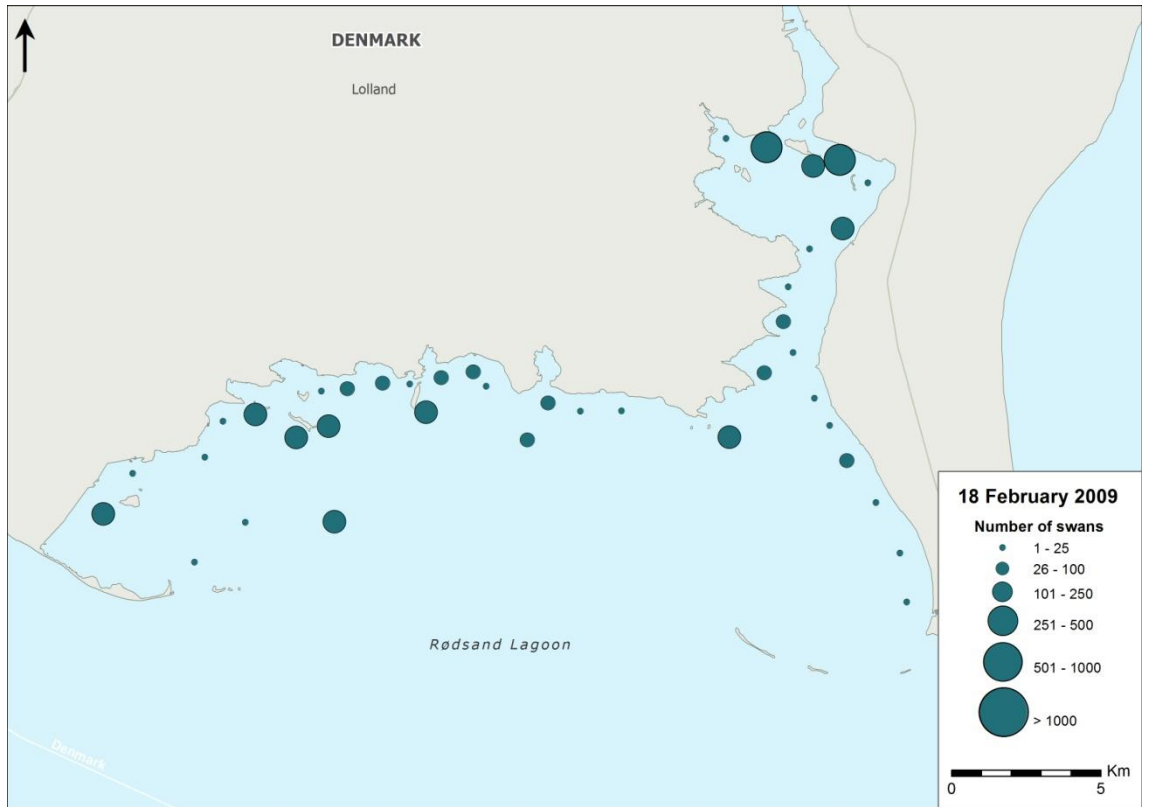 DENMARK
Lolland
Rødsand Lagoon
Denmark
18 February 2009
Number of swans
1 - 25
26 - 100
101 - 250
251 - 500
501 - 1000
> 1000
Km
0 5